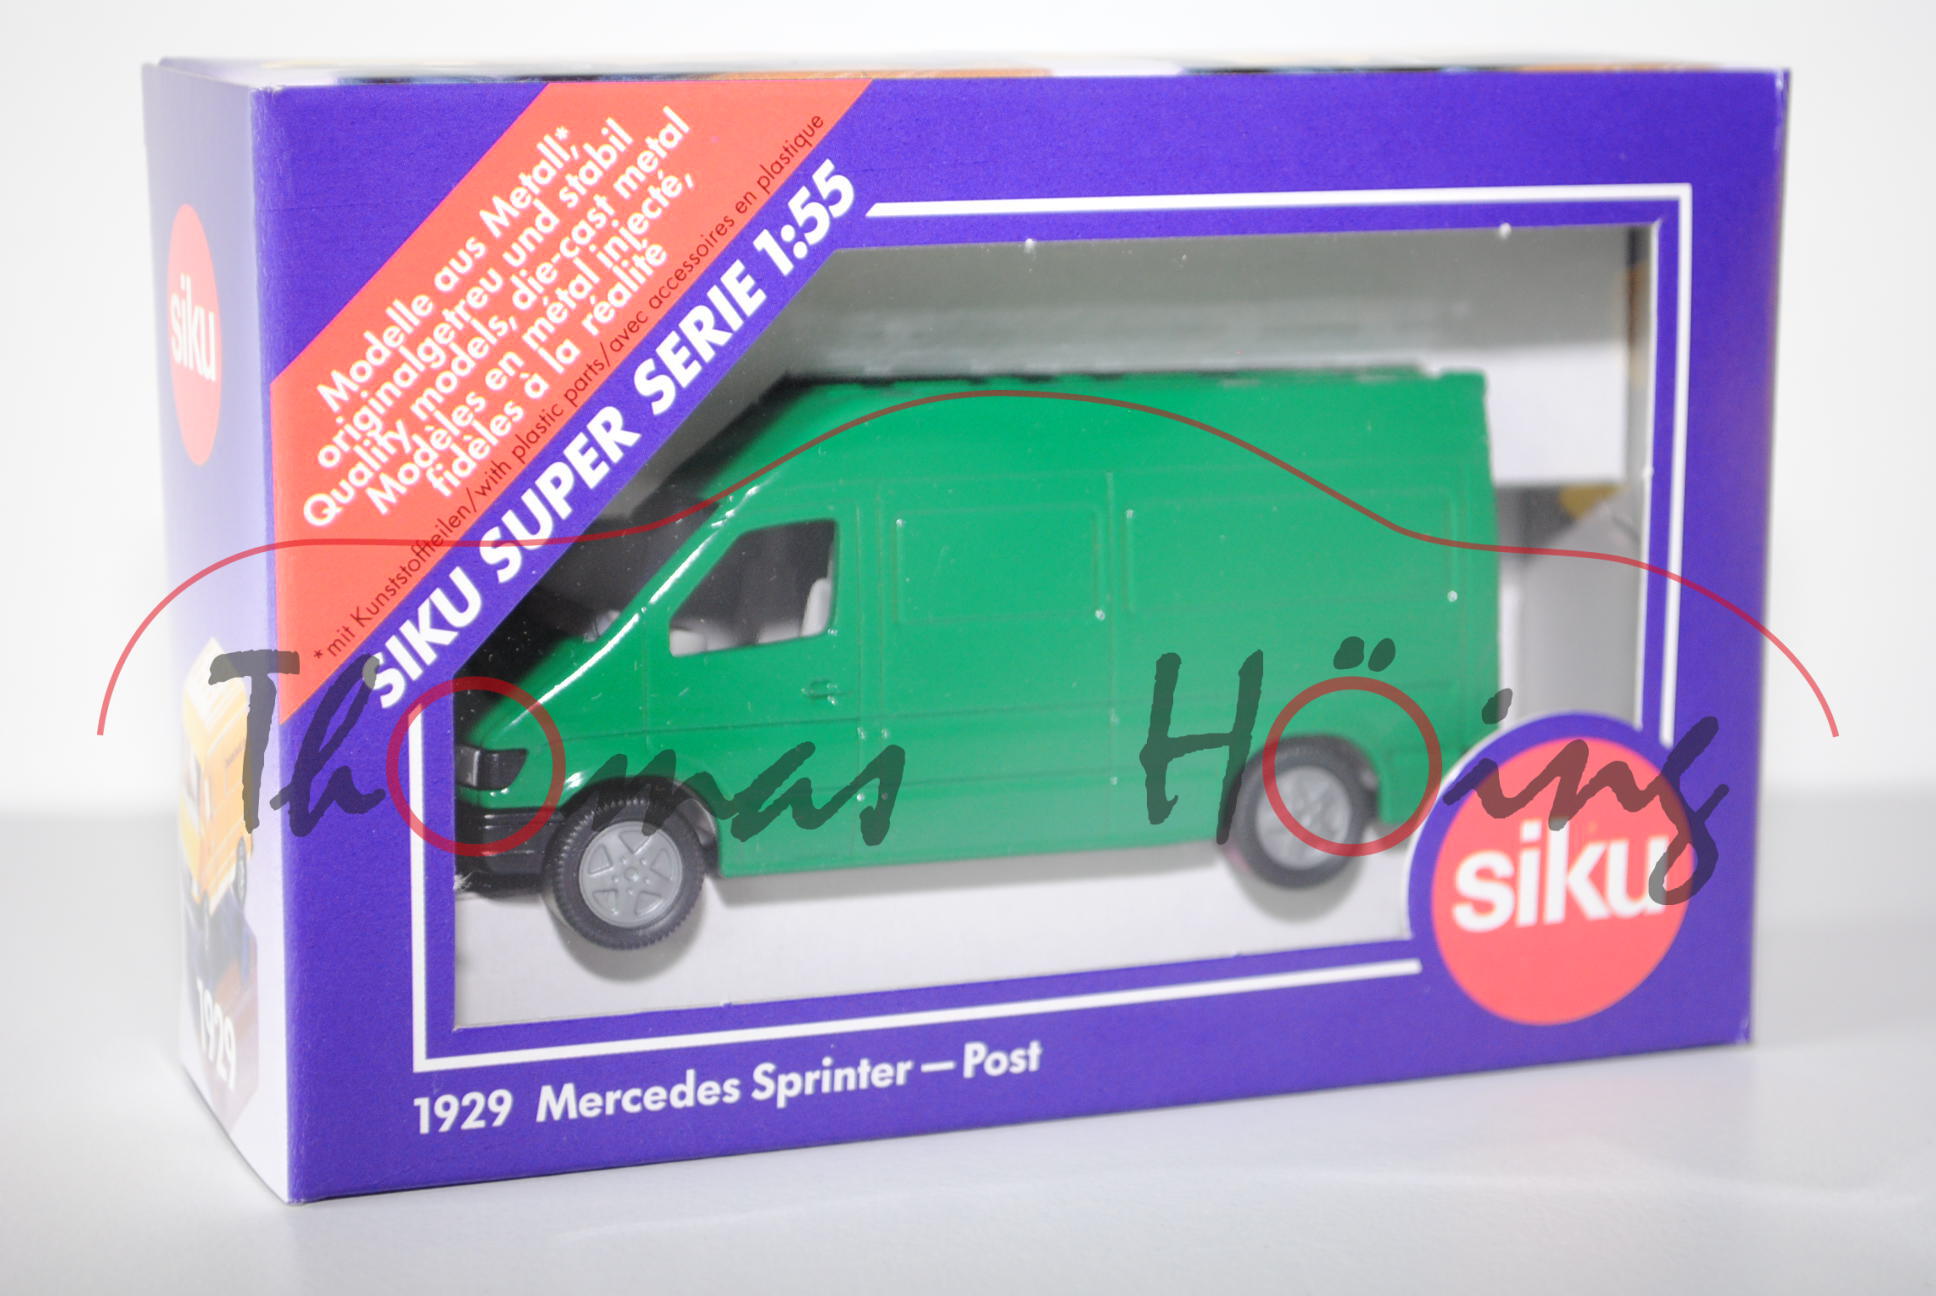 Modelle aus Metall,*
originalgetreu und stabil
Quality models, die-cast metal
Modèles en métal injecté,
fidèles à la réalité
*mit Kunststoffteilen/with plastic parts/avec accessoires en plastique
SIKU SUPER SERIE 1:55
siku
1929
Thomas Höing
siku
1929 Mercedes Sprinter – Post